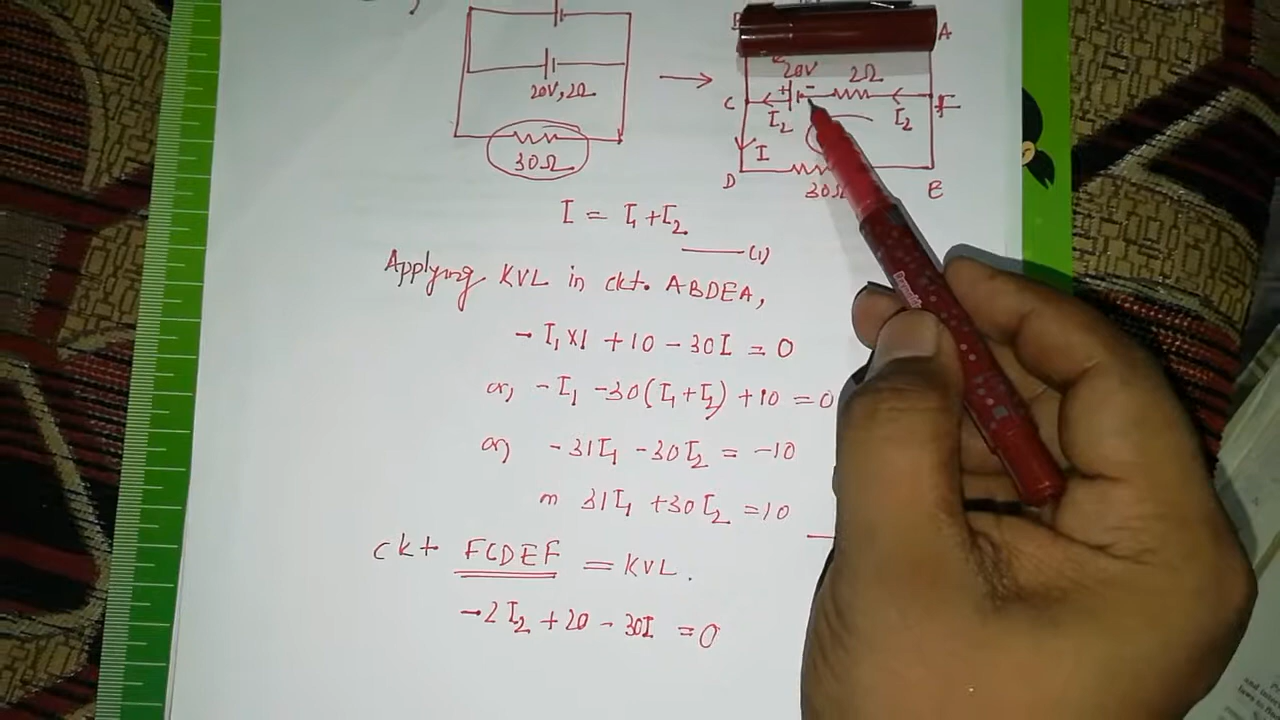 20V, 2Ω
30Ω
A
20V 2Ω
+ -
C I₂ I₂ F
I
D 30Ω E
I = I₁ + I₂ ——(1)
Applying KVL in ckt. ABDEA,
- I₁ X 1 + 10 - 30I = 0
or, - I₁ - 30(I₁ + I₂) + 10 = 0
or, - 31I₁ - 30I₂ = -10
or 31I₁ + 30I₂ = 10
ckt FCDEF = KVL.
- 2I₂ + 20 - 30I = 0